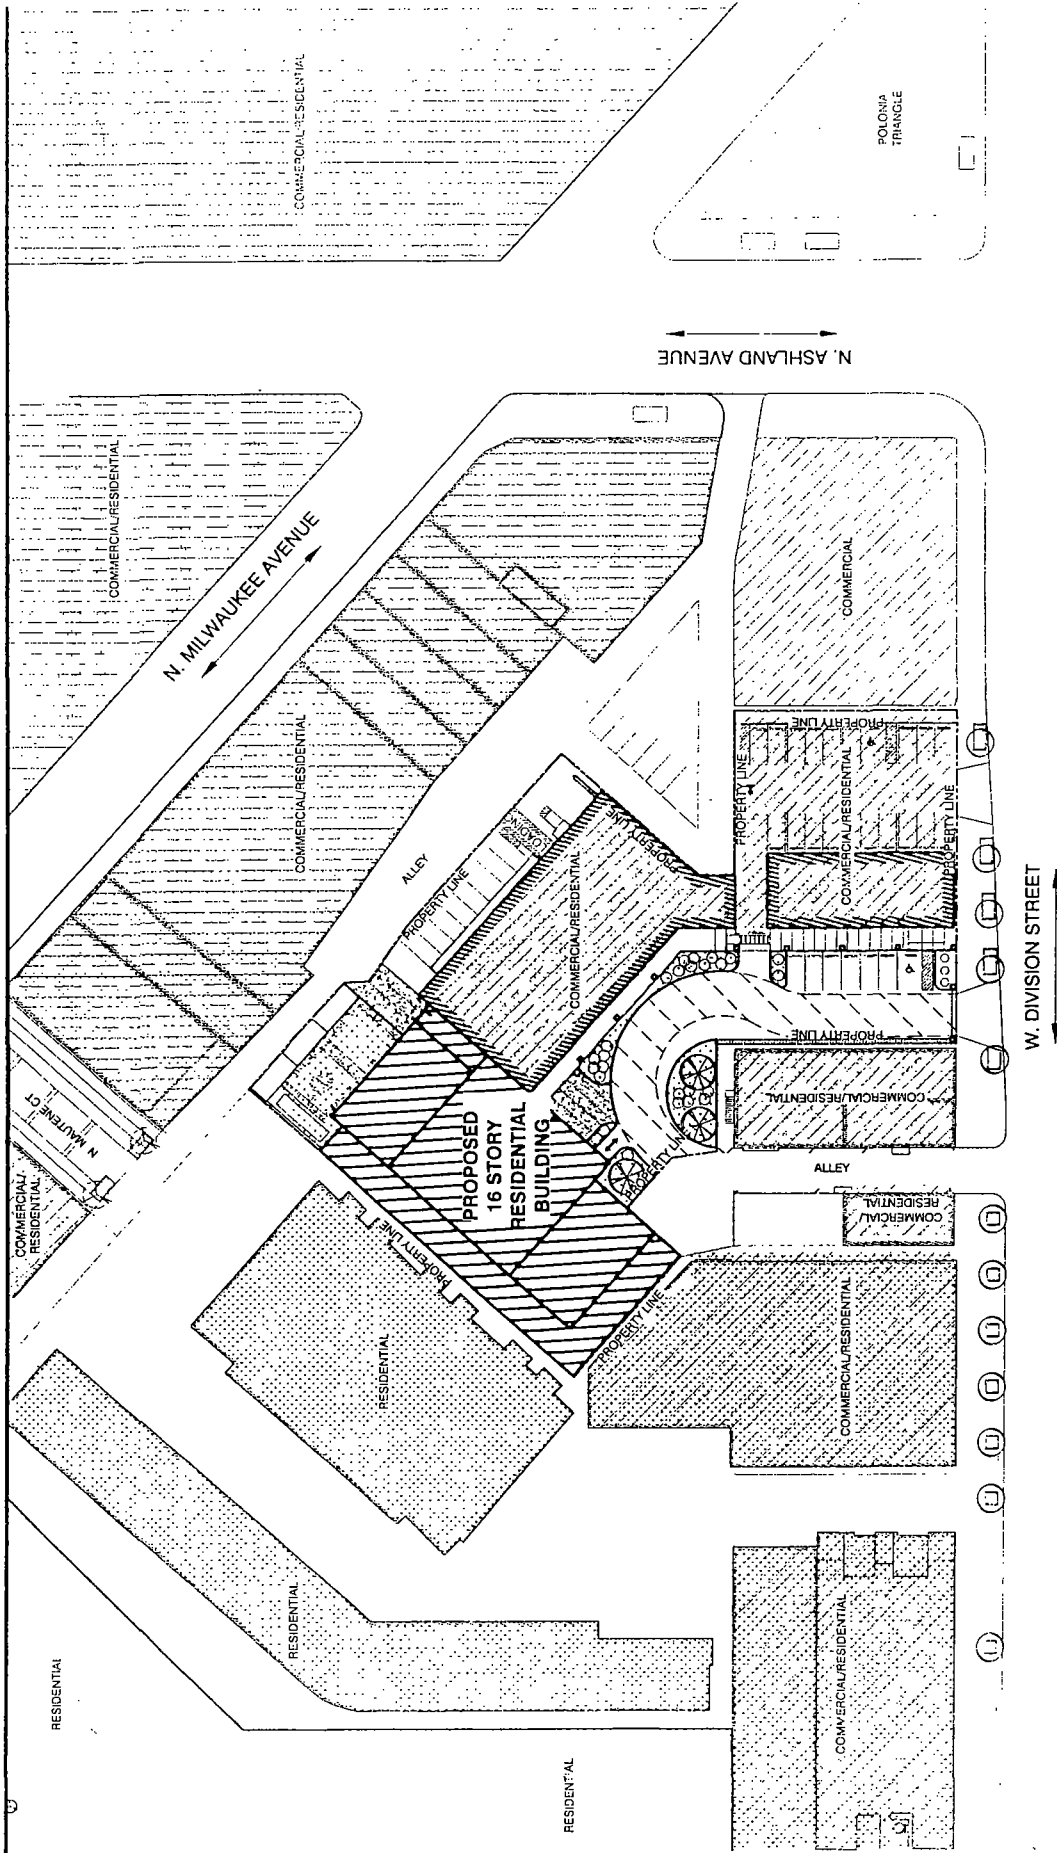 COMMERCIAL/RESIDENTIAL
POLONIA
TRIANGLE
N. ASHLAND AVENUE
COMMERCIAL/RESIDENTIAL
N. MILWAUKEE AVENUE
COMMERCIAL/RESIDENTIAL
COMMERCIAL
ALLEY
PROPERTY LINE
LOADIN
PROPERTY LINE
COMMERCIAL/RESIDENTIAL
PROPERTY LINE
PROPERTY LINE
COMMERCIAL/RESIDENTIAL
PROPERTY LINE
W. DIVISION STREET
N MAUTENE CT
COMMERCIAL/
RESIDENTIAL
PROPOSED
16 STORY
RESIDENTIAL
BUILDING
PROPERTY LINE
PROPERTY LINE
COMMERCIAL/RESIDENTIAL
ALLEY
COMMERCIAL/
RESIDENTIAL
PROPERTY LINE
PROPERTY LINE
RESIDENTIAL
COMMERCIAL/RESIDENTIAL
RESIDENTIAL
RESIDENTIAL
RESIDENTIAL
COMMERCIAL/RESIDENTIAL